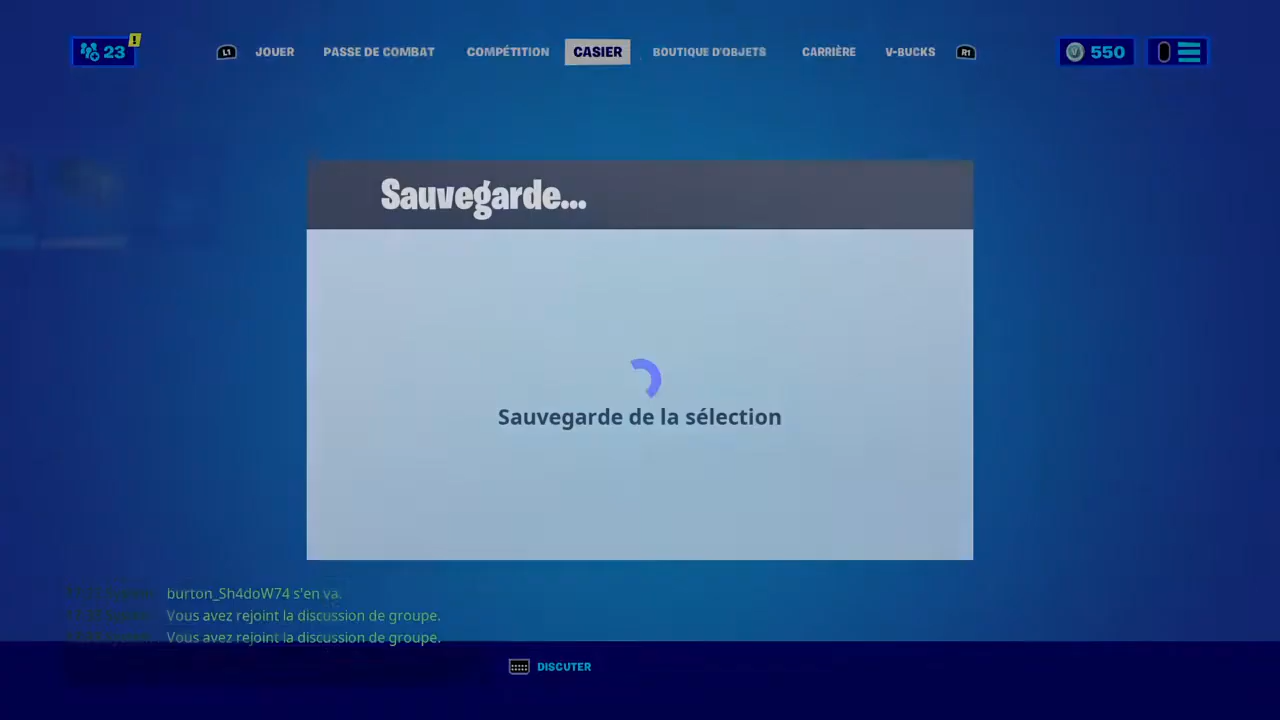 23
!
L1
JOUER
PASSE DE COMBAT
COMPÉTITION
CASIER
BOUTIQUE D'OBJETS
CARRIÈRE
V-BUCKS
R1
550
Sauvegarde...
Sauvegarde de la sélection
burton_Sh4doW74 s'en va.
Vous avez rejoint la discussion de groupe.
Vous avez rejoint la discussion de groupe.
DISCUTER